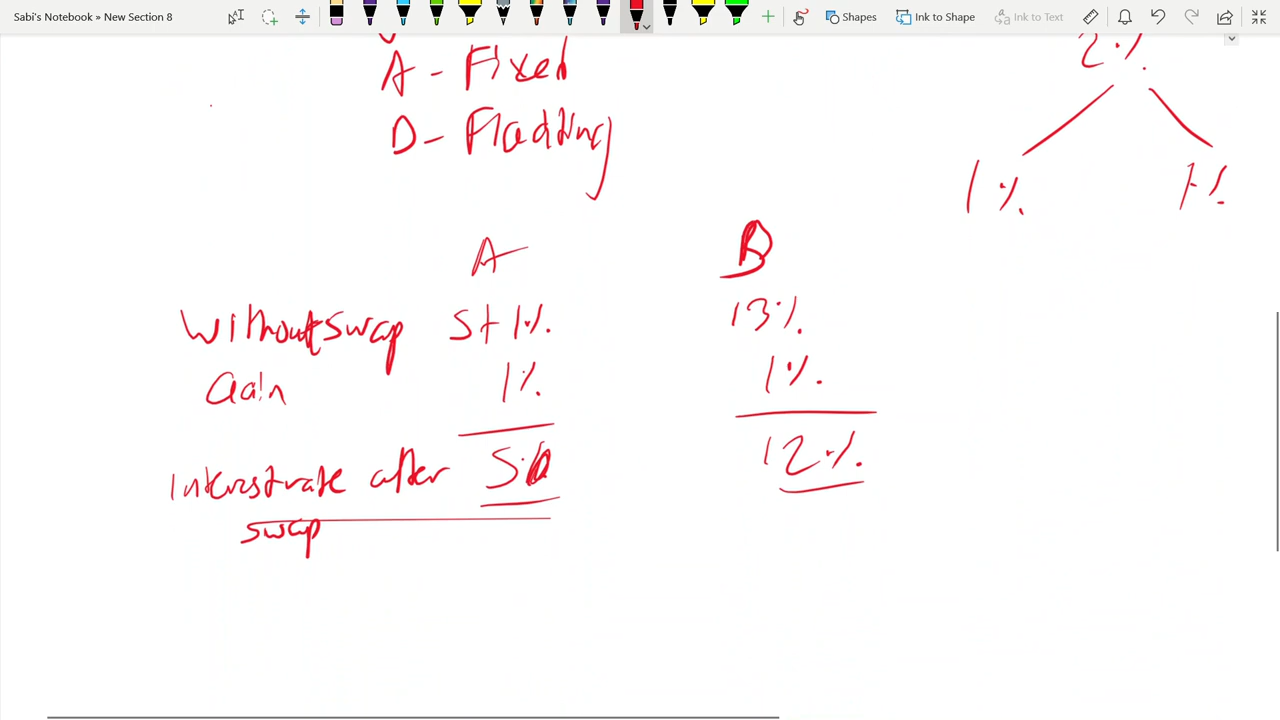 Sabi's Notebook » New Section 8
Shapes
Ink to Shape
Ink to Text
2%
A - Fixed
D - Floating
1% 1%
A B
Without swap S+1% 13%
Gain 1% 1%
Interest rate after S 12%
swap